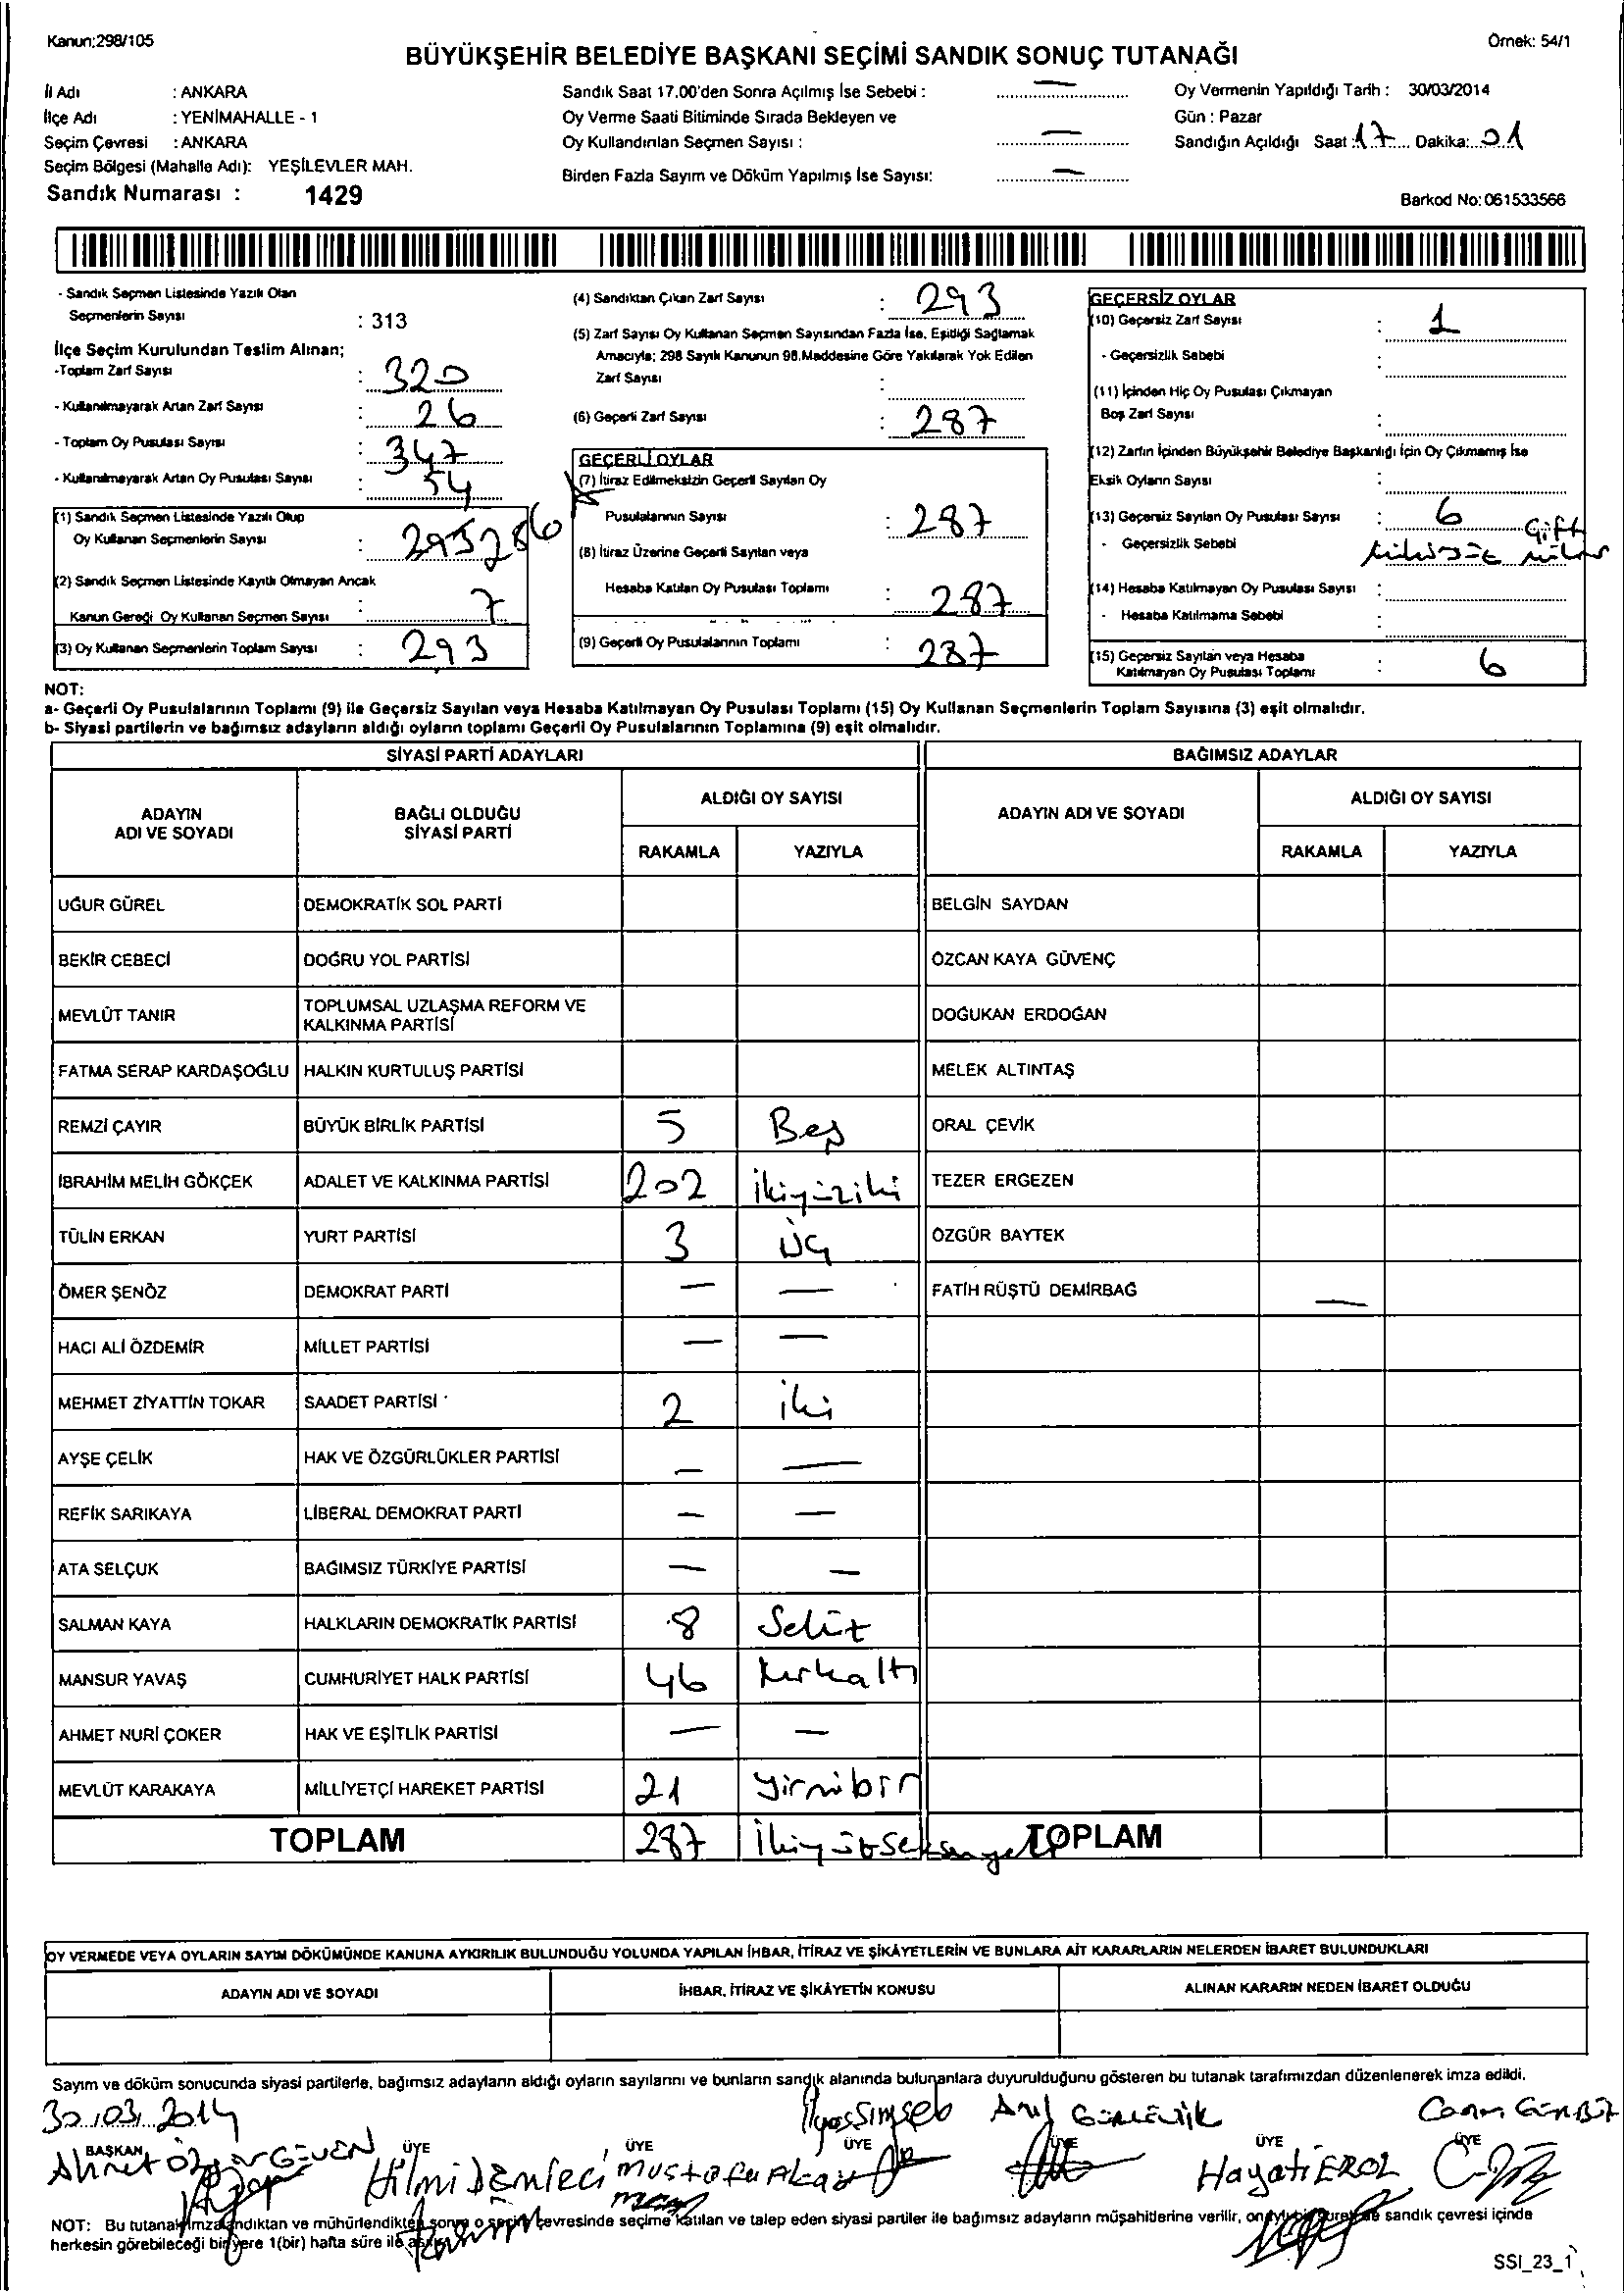 Kanun:298/105
Örnek: 54/1
BÜYÜKŞEHİR BELEDİYE BAŞKANI SEÇİMİ SANDIK SONUÇ TUTANAĞI
İl Adı : ANKARA
İlçe Adı : YENİMAHALLE - 1
Seçim Çevresi : ANKARA
Seçim Bölgesi (Mahalle Adı): YEŞİLEVLER MAH.
Sandık Numarası : 1429
Sandık Saat 17.00'den Sonra Açılmış İse Sebebi : —
Oy Verme Saati Bitiminde Sırada Bekleyen ve
Oy Kullandırılan Seçmen Sayısı : —
Birden Fazla Sayım ve Döküm Yapılmış İse Sayısı: —
Oy Vermenin Yapıldığı Tarih : 30/03/2014
Gün : Pazar
Sandığın Açıldığı Saat : 17 Dakika: 01
Barkod No: 061533566
- Sandık Seçmen Listesinde Yazılı Olan
Seçmenlerin Sayısı : 313
İlçe Seçim Kurulundan Teslim Alınan;
-Toplam Zarf Sayısı : 320
- Kullanılmayarak Artan Zarf Sayısı : 26
- Toplam Oy Pusulası Sayısı : 347
- Kullanılmayarak Artan Oy Pusulası Sayısı : 54
(1) Sandık Seçmen Listesinde Yazılı Olup
Oy Kullanan Seçmenlerin Sayısı : 293 286
(2) Sandık Seçmen Listesinde Kayıtlı Olmayan Ancak
Kanun Gereği Oy Kullanan Seçmen Sayısı : 7
(3) Oy Kullanan Seçmenlerin Toplam Sayısı : 293
(4) Sandıktan Çıkan Zarf Sayısı : 293
(5) Zarf Sayısı Oy Kullanan Seçmen Sayısından Fazla İse, Eşitliği Sağlamak
Amacıyla; 298 Sayılı Kanunun 98.Maddesine Göre Yakılarak Yok Edilen
Zarf Sayısı :
(6) Geçerli Zarf Sayısı : 287
GEÇERLİ OYLAR
(7) İtiraz Edilmeksizin Geçerli Sayılan Oy
Pusulalarının Sayısı : 287
(8) İtiraz Üzerine Geçerli Sayılan veya
Hesaba Katılan Oy Pusulası Toplamı : 287
(9) Geçerli Oy Pusulalarının Toplamı : 287
GEÇERSİZ OYLAR
(10) Geçersiz Zarf Sayısı : 1
- Geçersizlik Sebebi :
(11) İçinden Hiç Oy Pusulası Çıkmayan
Boş Zarf Sayısı :
(12) Zarfın İçinden Büyükşehir Belediye Başkanlığı İçin Oy Çıkmamış İse
Eksik Oyların Sayısı :
(13) Geçersiz Sayılan Oy Pusulası Sayısı : 6
- Geçersizlik Sebebi Çift
(14) Hesaba Katılmayan Oy Pusulası Sayısı :
- Hesaba Katılmama Sebebi :
(15) Geçersiz Sayılan veya Hesaba
Katılmayan Oy Pusulası Toplamı : 6
NOT:
a- Geçerli Oy Pusulalarının Toplamı (9) ile Geçersiz Sayılan veya Hesaba Katılmayan Oy Pusulası Toplamı (15) Oy Kullanan Seçmenlerin Toplam Sayısına (3) eşit olmalıdır.
b- Siyasi partilerin ve bağımsız adayların aldığı oyların toplamı Geçerli Oy Pusulalarının Toplamına (9) eşit olmalıdır.
SİYASİ PARTİ ADAYLARI BAĞIMSIZ ADAYLAR
ADAYIN ADI VE SOYADI BAĞLI OLDUĞU SİYASİ PARTİ ALDIĞI OY SAYISI ADAYIN ADI VE SOYADI ALDIĞI OY SAYISI
RAKAMLA YAZIYLA RAKAMLA YAZIYLA
UĞUR GÜREL DEMOKRATİK SOL PARTİ BELGİN SAYDAN
BEKİR CEBECİ DOĞRU YOL PARTİSİ ÖZCAN KAYA GÜVENÇ
MEVLÜT TANIR TOPLUMSAL UZLAŞMA REFORM VE KALKINMA PARTİSİ DOĞUKAN ERDOĞAN
FATMA SERAP KARDAŞOĞLU HALKIN KURTULUŞ PARTİSİ MELEK ALTINTAŞ
REMZİ ÇAYIR BÜYÜK BİRLİK PARTİSİ 5 Beş ORAL ÇEVİK
İBRAHİM MELİH GÖKÇEK ADALET VE KALKINMA PARTİSİ 202 ikiyüziki TEZER ERGEZEN
TÜLİN ERKAN YURT PARTİSİ 3 üç ÖZGÜR BAYTEK
ÖMER ŞENÖZ DEMOKRAT PARTİ — — FATİH RÜŞTÜ DEMİRBAĞ —
HACI ALİ ÖZDEMİR MİLLET PARTİSİ — —
MEHMET ZİYATTİN TOKAR SAADET PARTİSİ 2 iki
AYŞE ÇELİK HAK VE ÖZGÜRLÜKLER PARTİSİ — —
REFİK SARIKAYA LİBERAL DEMOKRAT PARTİ — —
ATA SELÇUK BAĞIMSIZ TÜRKİYE PARTİSİ — —
SALMAN KAYA HALKLARIN DEMOKRATİK PARTİSİ 8 Sekiz
MANSUR YAVAŞ CUMHURİYET HALK PARTİSİ 46 kırkaltı
AHMET NURİ ÇOKER HAK VE EŞİTLİK PARTİSİ — —
MEVLÜT KARAKAYA MİLLİYETÇİ HAREKET PARTİSİ 21 yirmibir
TOPLAM 287 ikiyüzseksenyedi TOPLAM
OY VERMEDE VEYA OYLARIN SAYIM DÖKÜMÜNDE KANUNA AYKIRILIK BULUNDUĞU YOLUNDA YAPILAN İHBAR, İTİRAZ VE ŞİKÂYETLERİN VE BUNLARA AİT KARARLARIN NELERDEN İBARET BULUNDUKLARI
ADAYIN ADI VE SOYADI İHBAR, İTİRAZ VE ŞİKÂYETİN KONUSU ALINAN KARARIN NEDEN İBARET OLDUĞU
Sayım ve döküm sonucunda siyasi partilerle, bağımsız adayların aldığı oyların sayılarını ve bunların sandık alanında bulunanlara duyurulduğunu gösteren bu tutanak tarafımızdan düzenlenerek imza edildi.
30.03.2014 İlyas Şimşek Arif
BAŞKAN ÜYE ÜYE ÜYE ÜYE ÜYE ÜYE
Ahmet Özgür GÜVEN Hilmi Mustafa Hayati EROL
NOT: Bu tutanak imzalandıktan ve mühürlendikten sonra o seçim çevresinde seçime katılan ve talep eden siyasi partiler ile bağımsız adayların müşahitlerine verilir, sandık çevresi içinde
herkesin görebileceği bir yere 1(bir) hafta süre ile
SSI_23_1